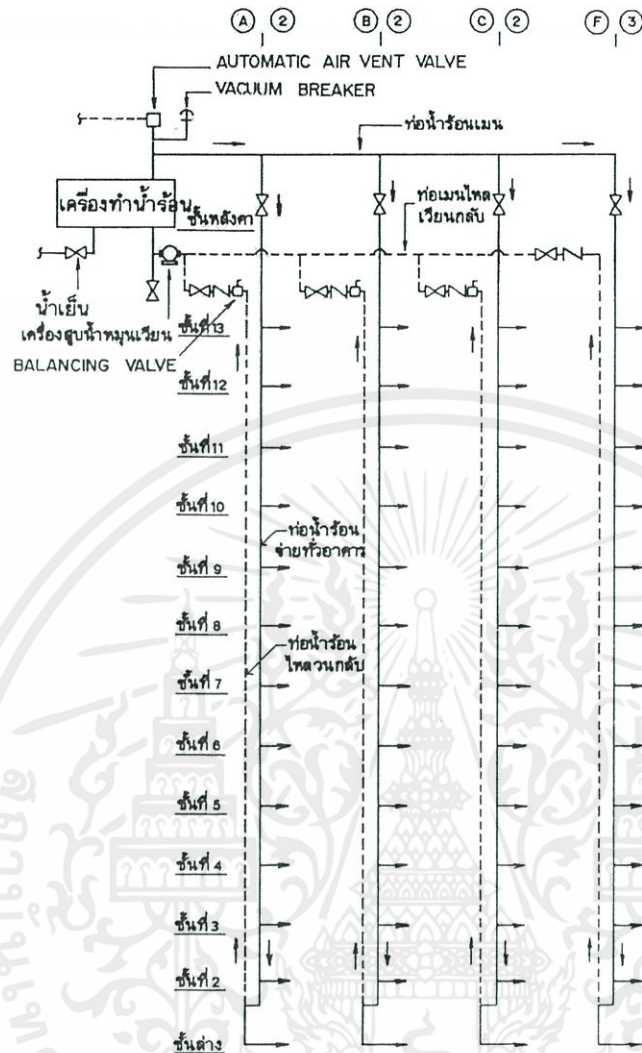 A 2 B 2 C 2 F 3
AUTOMATIC AIR VENT VALVE
VACUUM BREAKER
ท่อน้ำร้อนเมน
เครื่องทำน้ำร้อน
ชั้นหลังคา
ท่อเมนไหล
เวียนกลับ
น้ำเย็น
เครื่องสูบน้ำหมุนเวียน
BALANCING VALVE
ชั้นที่13
ชั้นที่12
ชั้นที่11
ชั้นที่10
ท่อน้ำร้อน
จ่ายทั่วอาคาร
ชั้นที่ 9
ชั้นที่ 8
ท่อน้ำร้อน
ไหลวนกลับ
ชั้นที่ 7
ชั้นที่ 6
ชั้นที่ 5
ชั้นที่ 4
ชั้นที่ 3
ชั้นที่ 2
ชั้นล่าง